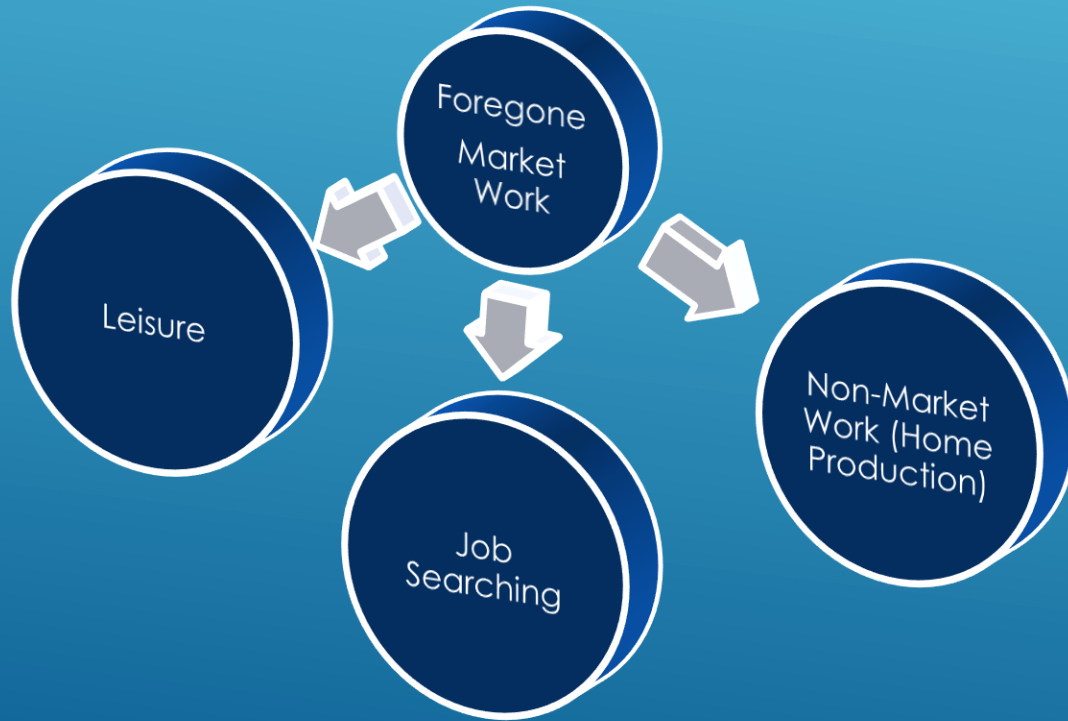 Foregone
Market
Work
Leisure
Job
Searching
Non-Market
Work (Home
Production)